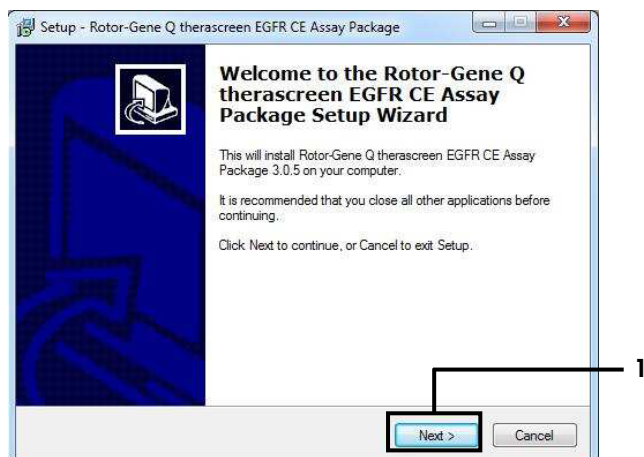 Setup - Rotor-Gene Q therascreen EGFR CE Assay Package
Welcome to the Rotor-Gene Q
therascreen EGFR CE Assay
Package Setup Wizard
This will install Rotor-Gene Q therascreen EGFR CE Assay
Package 3.0.5 on your computer.
It is recommended that you close all other applications before
continuing.
Click Next to continue, or Cancel to exit Setup.
1
Next >
Cancel